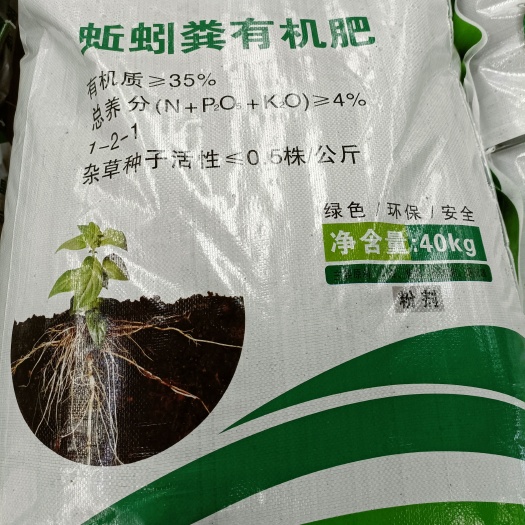 蚯蚓粪有机肥
有机质≥35%
总养分(N+P₂O₅+K₂O)≥4%
1-2-1
杂草种子活性≤0.5株/公斤
绿色/环保/安全
净含量:40kg
粉剂